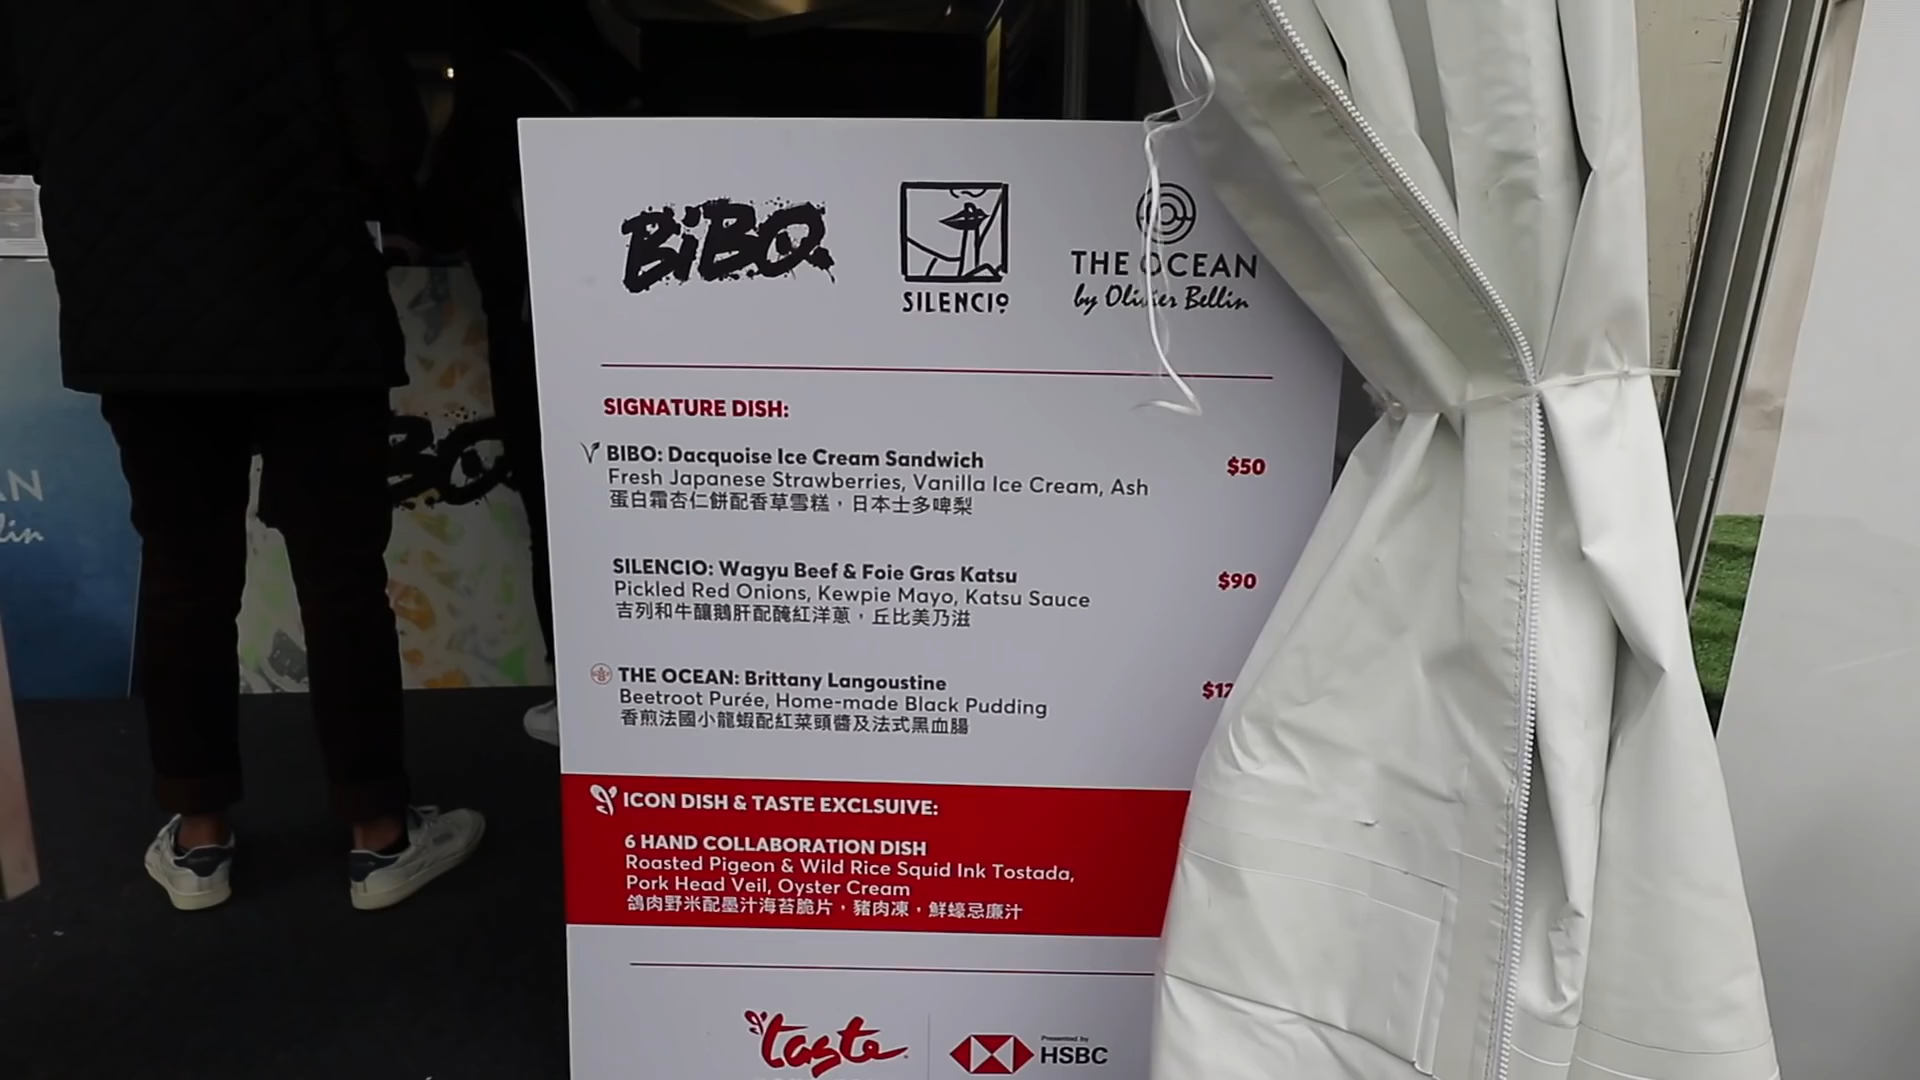 BiBO.
SILENCIO
THE OCEAN
by Olivier Bellin
SIGNATURE DISH:
BIBO: Dacquoise Ice Cream Sandwich $50
Fresh Japanese Strawberries, Vanilla Ice Cream, Ash
蛋白霜杏仁餅配香草雪糕，日本士多啤梨
SILENCIO: Wagyu Beef & Foie Gras Katsu $90
Pickled Red Onions, Kewpie Mayo, Katsu Sauce
吉列和牛釀鵝肝配醃紅洋蔥，丘比美乃滋
THE OCEAN: Brittany Langoustine
Beetroot Purée, Home-made Black Pudding
香煎法國小龍蝦配紅菜頭醬及法式黑血腸
ICON DISH & TASTE EXCLSUIVE:
6 HAND COLLABORATION DISH
Roasted Pigeon & Wild Rice Squid Ink Tostada,
Pork Head Veil, Oyster Cream
鴿肉野米配墨汁海苔脆片，豬肉凍，鮮蠔忌廉汁
taste
Presented by
HSBC